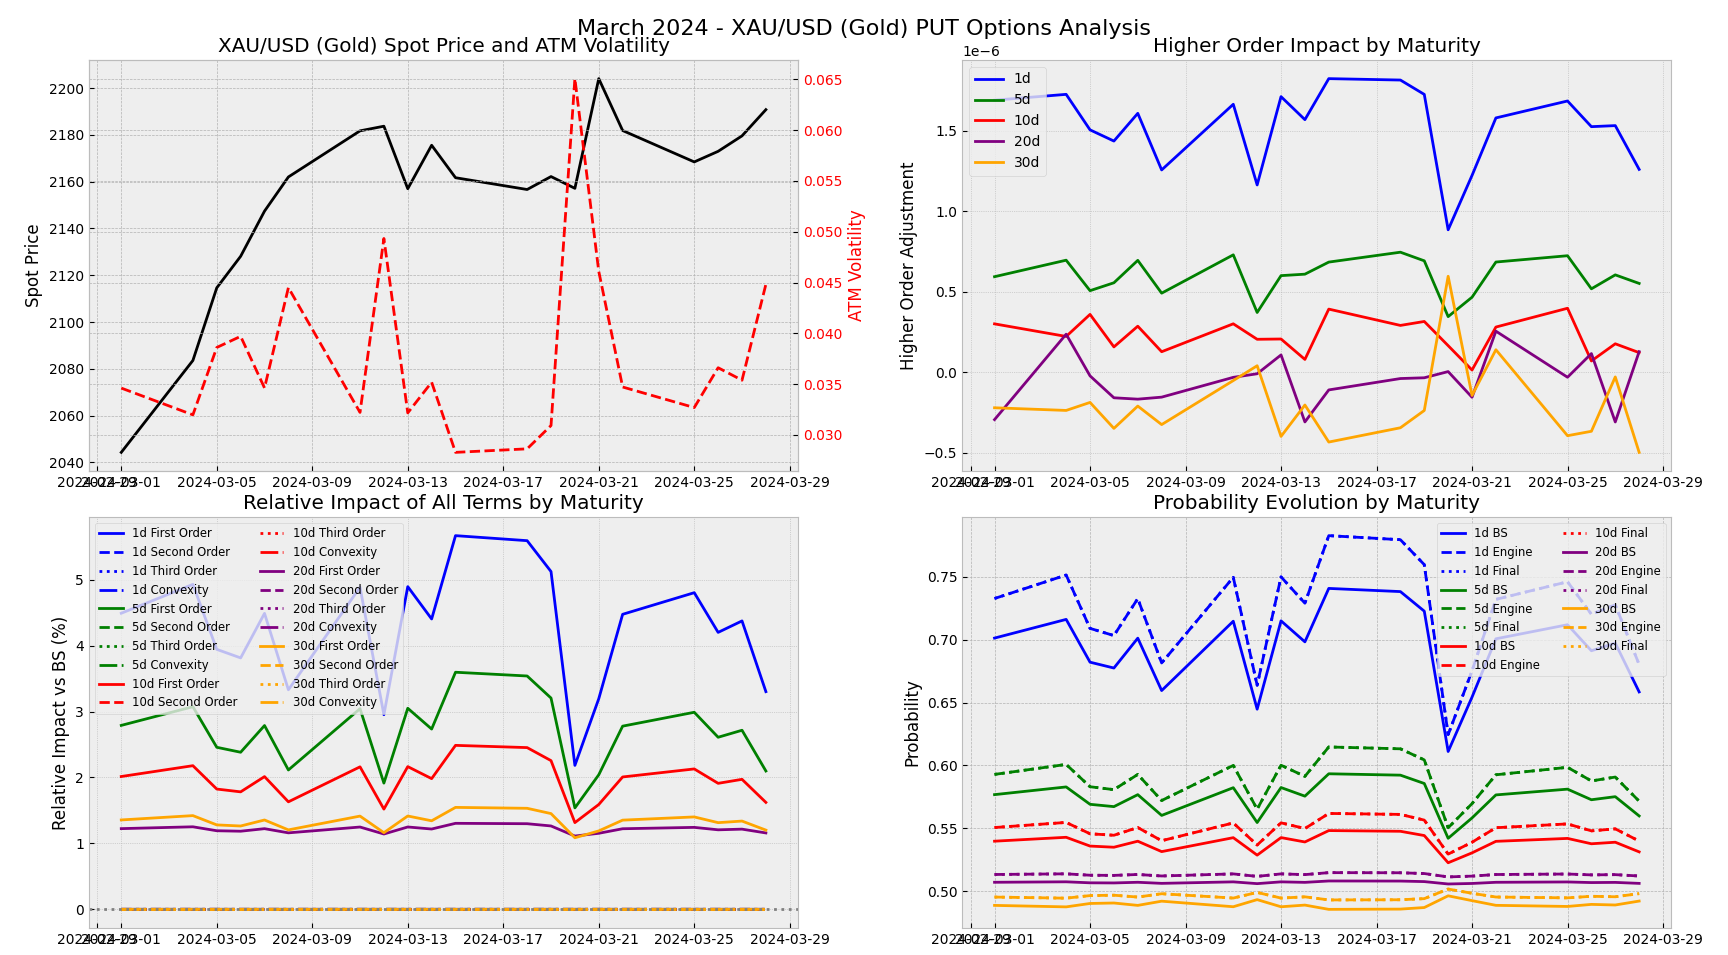 March 2024 - XAU/USD (Gold) PUT Options Analysis
XAU/USD (Gold) Spot Price and ATM Volatility
Spot Price
2200
2180
2160
2140
2120
2100
2080
2060
2040
0.065
0.060
0.055
0.050
0.045
0.040
0.035
0.030
ATM Volatility
2024-02-29
2024-03-01
2024-03-05
2024-03-09
2024-03-13
2024-03-17
2024-03-21
2024-03-25
2024-03-29
Higher Order Impact by Maturity
1e−6
Higher Order Adjustment
1.5
1.0
0.5
0.0
−0.5
1d
5d
10d
20d
30d
2024-02-29
2024-03-01
2024-03-05
2024-03-09
2024-03-13
2024-03-17
2024-03-21
2024-03-25
2024-03-29
Relative Impact of All Terms by Maturity
Relative Impact vs BS (%)
5
4
3
2
1
0
1d First Order
1d Second Order
1d Third Order
1d Convexity
5d First Order
5d Second Order
5d Third Order
5d Convexity
10d First Order
10d Second Order
10d Third Order
10d Convexity
20d First Order
20d Second Order
20d Third Order
20d Convexity
30d First Order
30d Second Order
30d Third Order
30d Convexity
2024-02-29
2024-03-01
2024-03-05
2024-03-09
2024-03-13
2024-03-17
2024-03-21
2024-03-25
2024-03-29
Probability Evolution by Maturity
Probability
0.75
0.70
0.65
0.60
0.55
0.50
1d BS
1d Engine
1d Final
5d BS
5d Engine
5d Final
10d BS
10d Engine
10d Final
20d BS
20d Engine
20d Final
30d BS
30d Engine
30d Final
2024-02-29
2024-03-01
2024-03-05
2024-03-09
2024-03-13
2024-03-17
2024-03-21
2024-03-25
2024-03-29